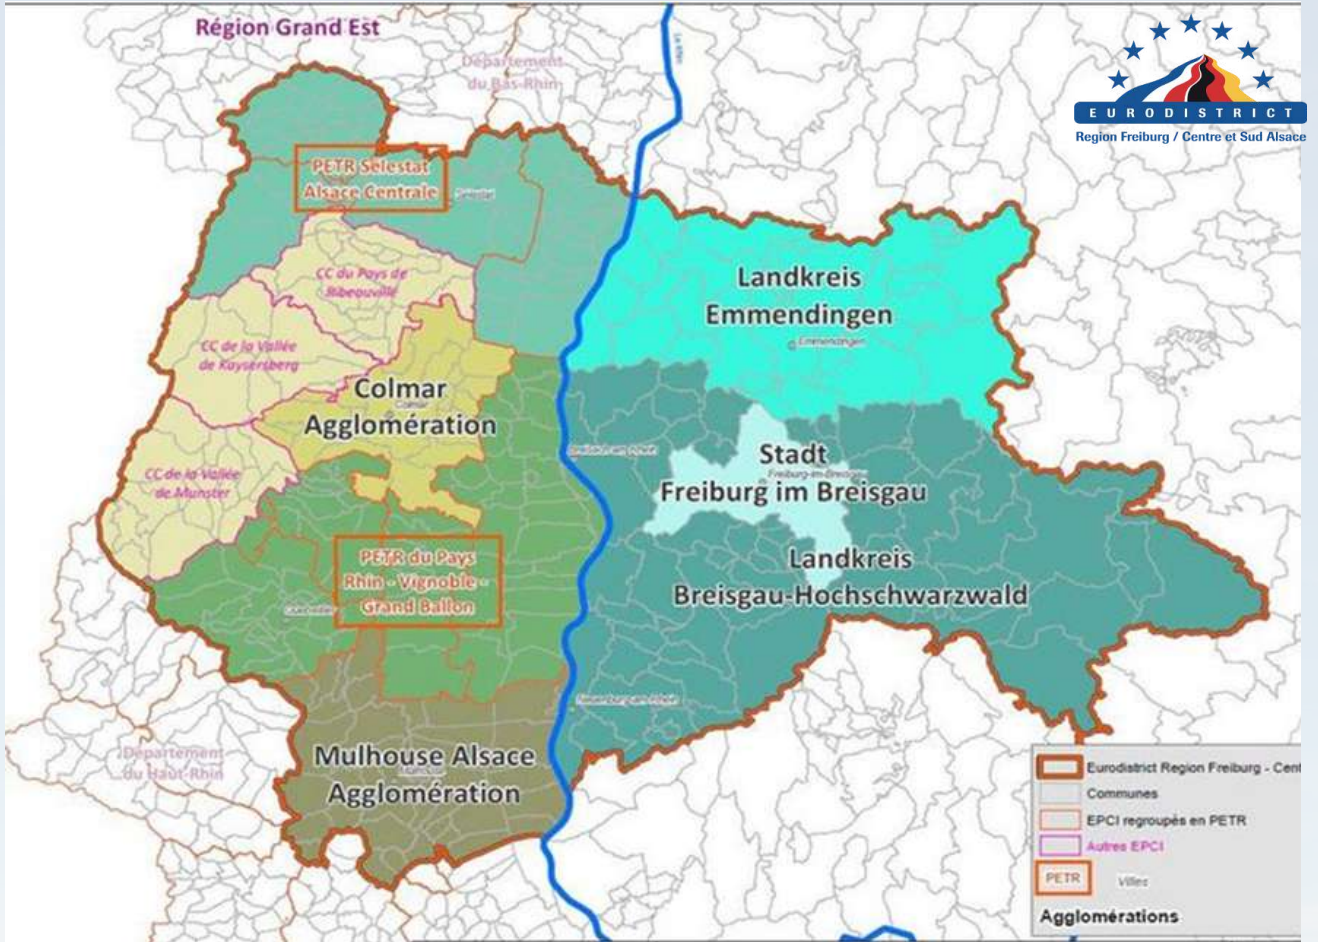 Région Grand Est
Département
du Bas-Rhin
EURODISTRICT
Region Freiburg / Centre et Sud Alsace
PETR Sélestat
Alsace Centrale
Sélestat
CC du Pays de
Ribeauvillé
CC de la Vallée
de Kaysersberg
Landkreis
Emmendingen
Emmendingen
Colmar
Colmar
Agglomération
CC de la Vallée
de Munster
Breisach-am-Rhein
Stadt
Freiburg-im-Breisgau
Freiburg im Breisgau
PETR du Pays
Rhin - Vignoble -
Grand Ballon
Landkreis
Breisgau-Hochschwarzwald
Neuenburg-am-Rhein
Département
du Haut-Rhin
Mulhouse Alsace
Agglomération
Eurodistrict Region Freiburg - Cent
Communes
EPCI regroupés en PETR
Autres EPCI
PETR
Villes
Agglomérations